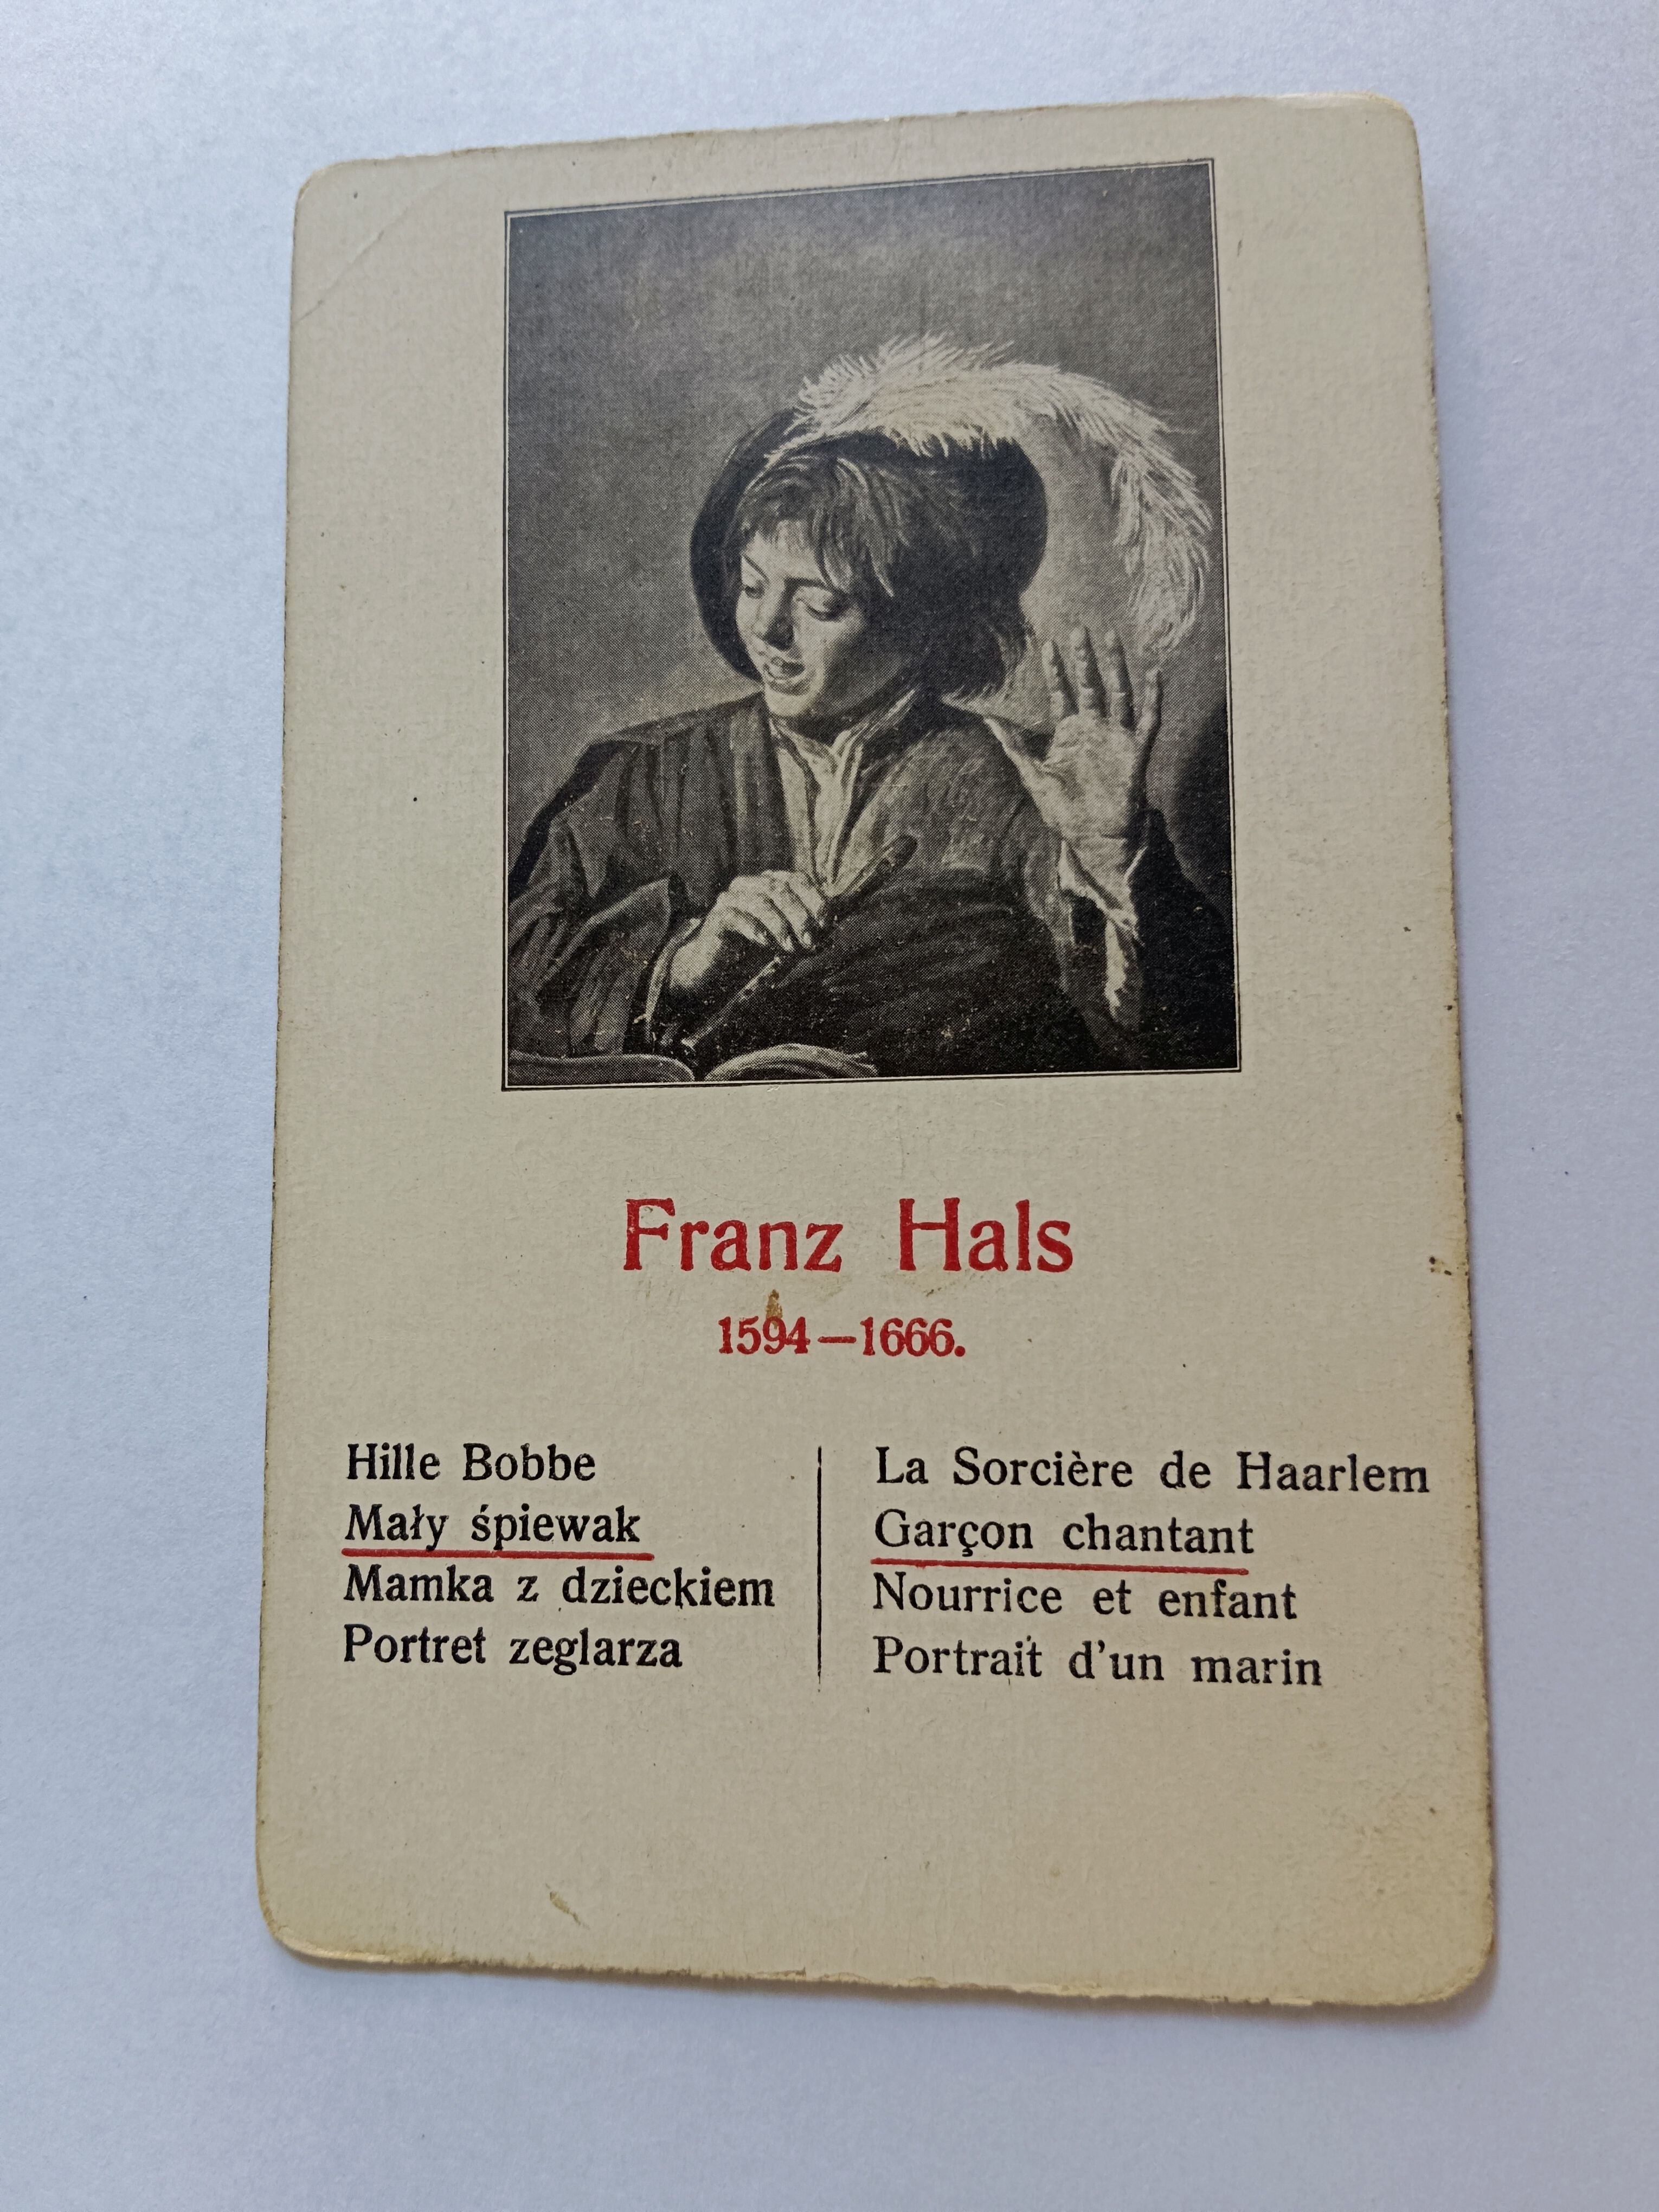 Franz Hals
1594—1666.
Hille Bobbe
Mały śpiewak
Mamka z dzieckiem
Portret zeglarza
La Sorcière de Haarlem
Garçon chantant
Nourrice et enfant
Portrait d'un marin